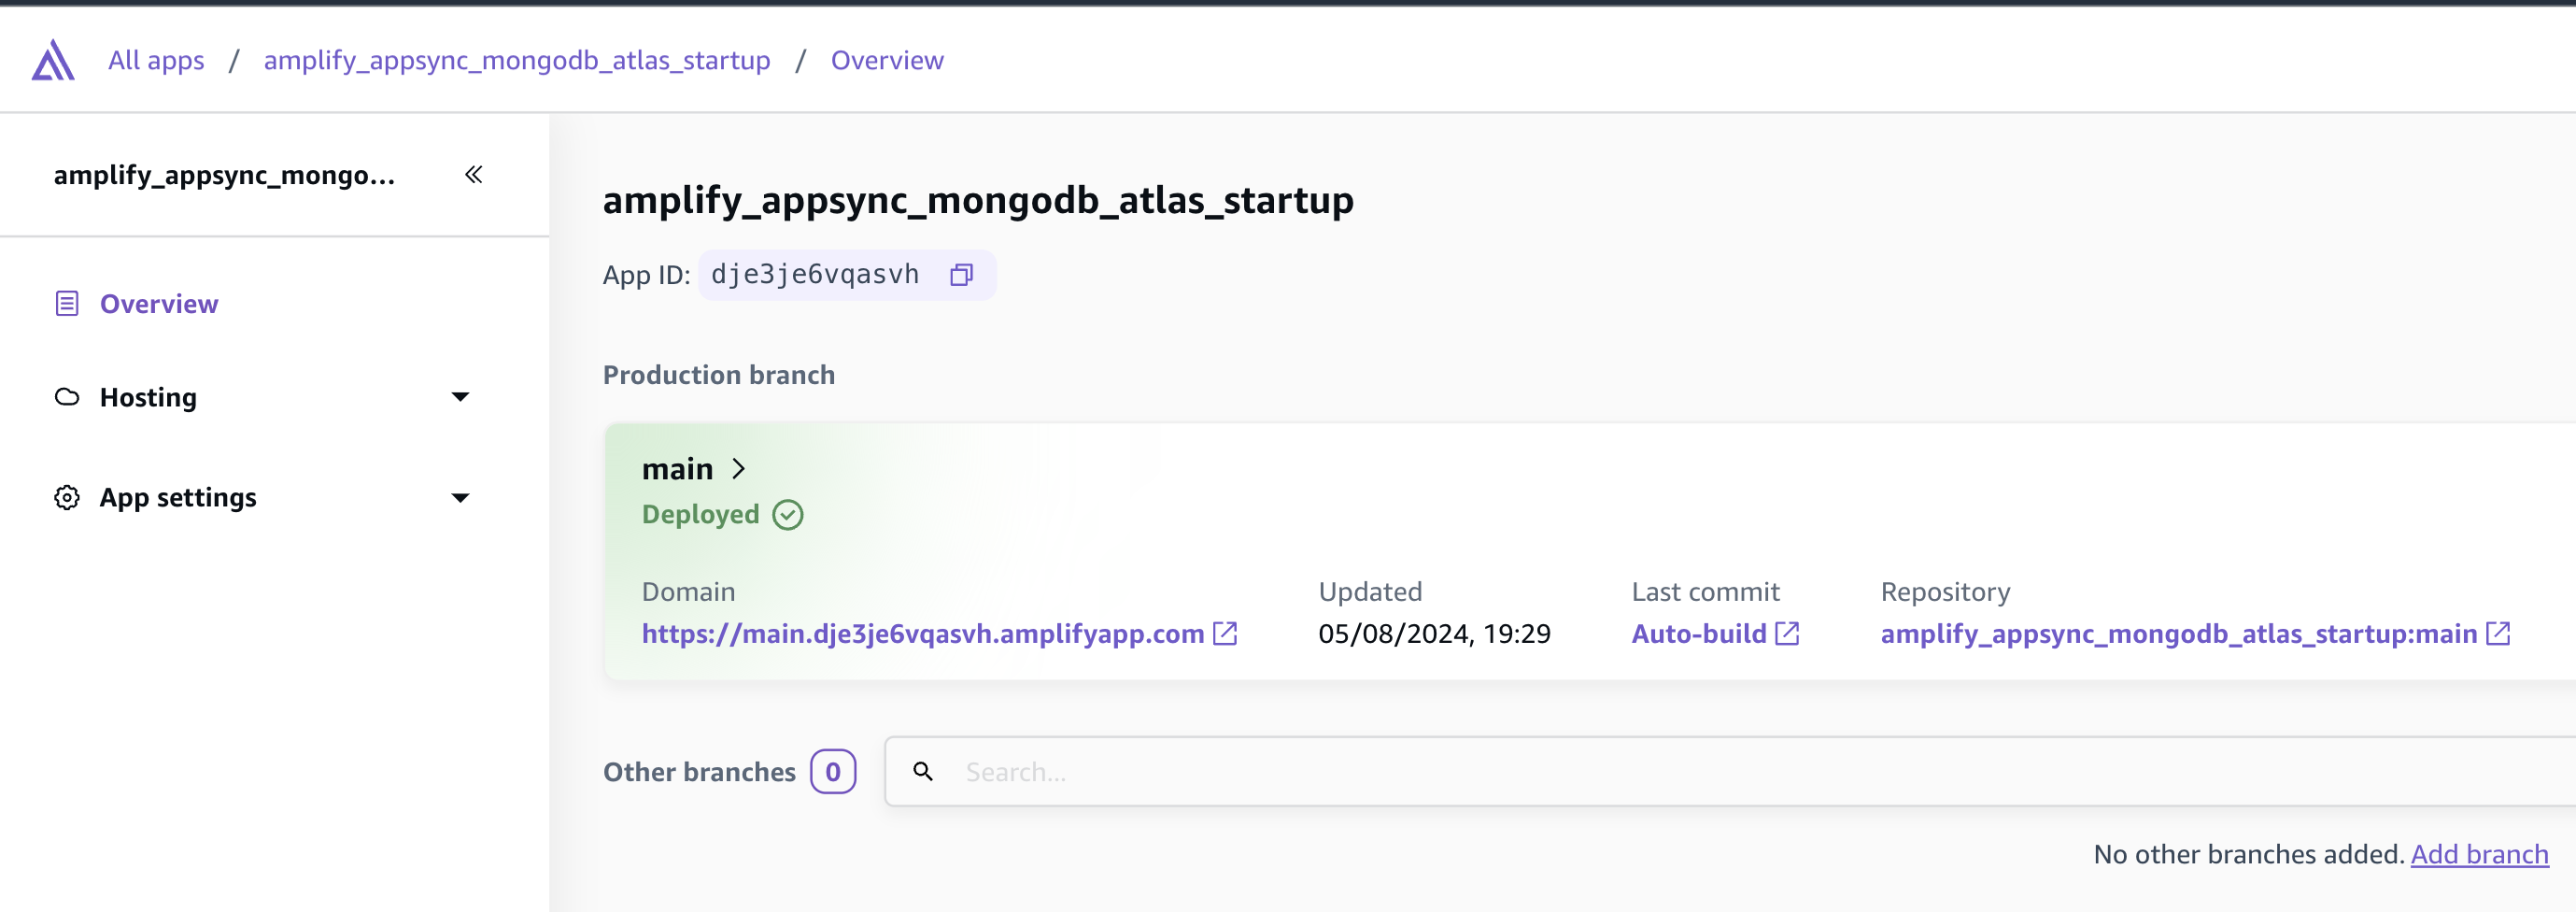 All apps / amplify_appsync_mongodb_atlas_startup / Overview
amplify_appsync_mongo...
Overview
Hosting
App settings
amplify_appsync_mongodb_atlas_startup
App ID: dje3je6vqasvh
Production branch
main
Deployed
Domain Updated Last commit Repository
https://main.dje3je6vqasvh.amplifyapp.com 05/08/2024, 19:29 Auto-build amplify_appsync_mongodb_atlas_startup:main
Other branches 0 Search...
No other branches added. Add branch